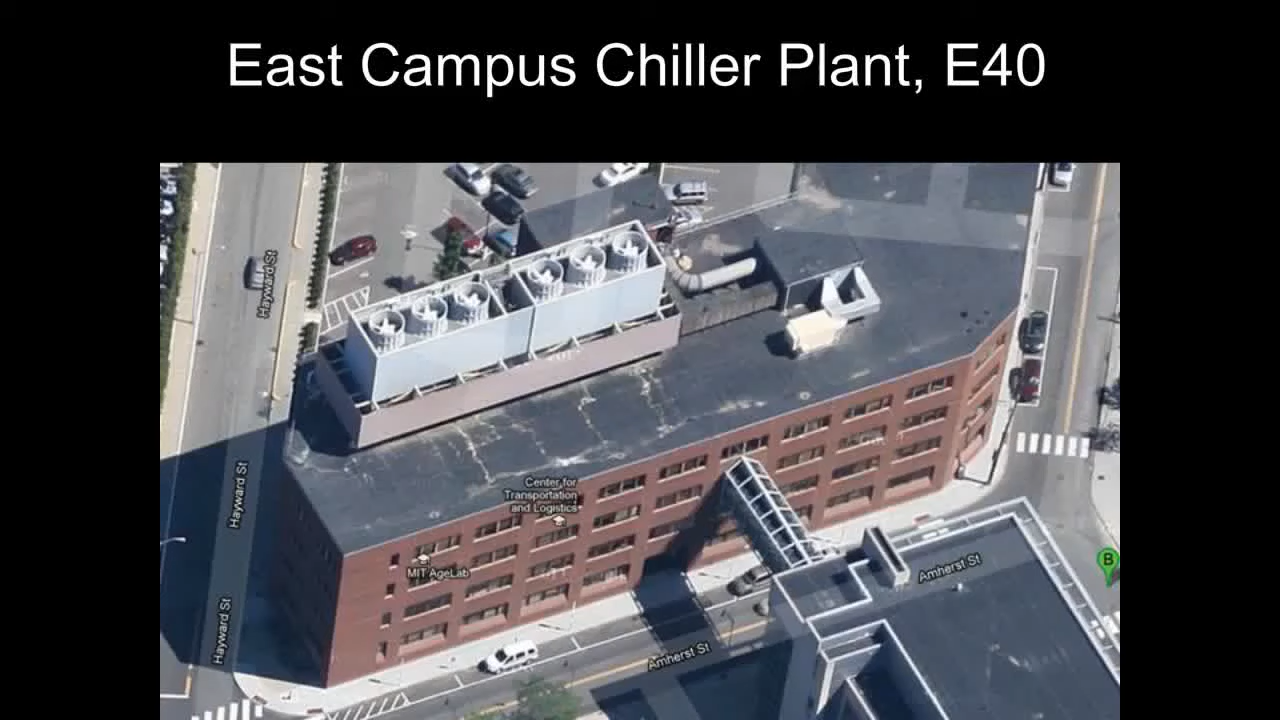 East Campus Chiller Plant, E40
Hayward St
Hayward St
Center for
Transportation
and Logistics
MIT AgeLab
Amherst St
B
Hayward St
Amherst St